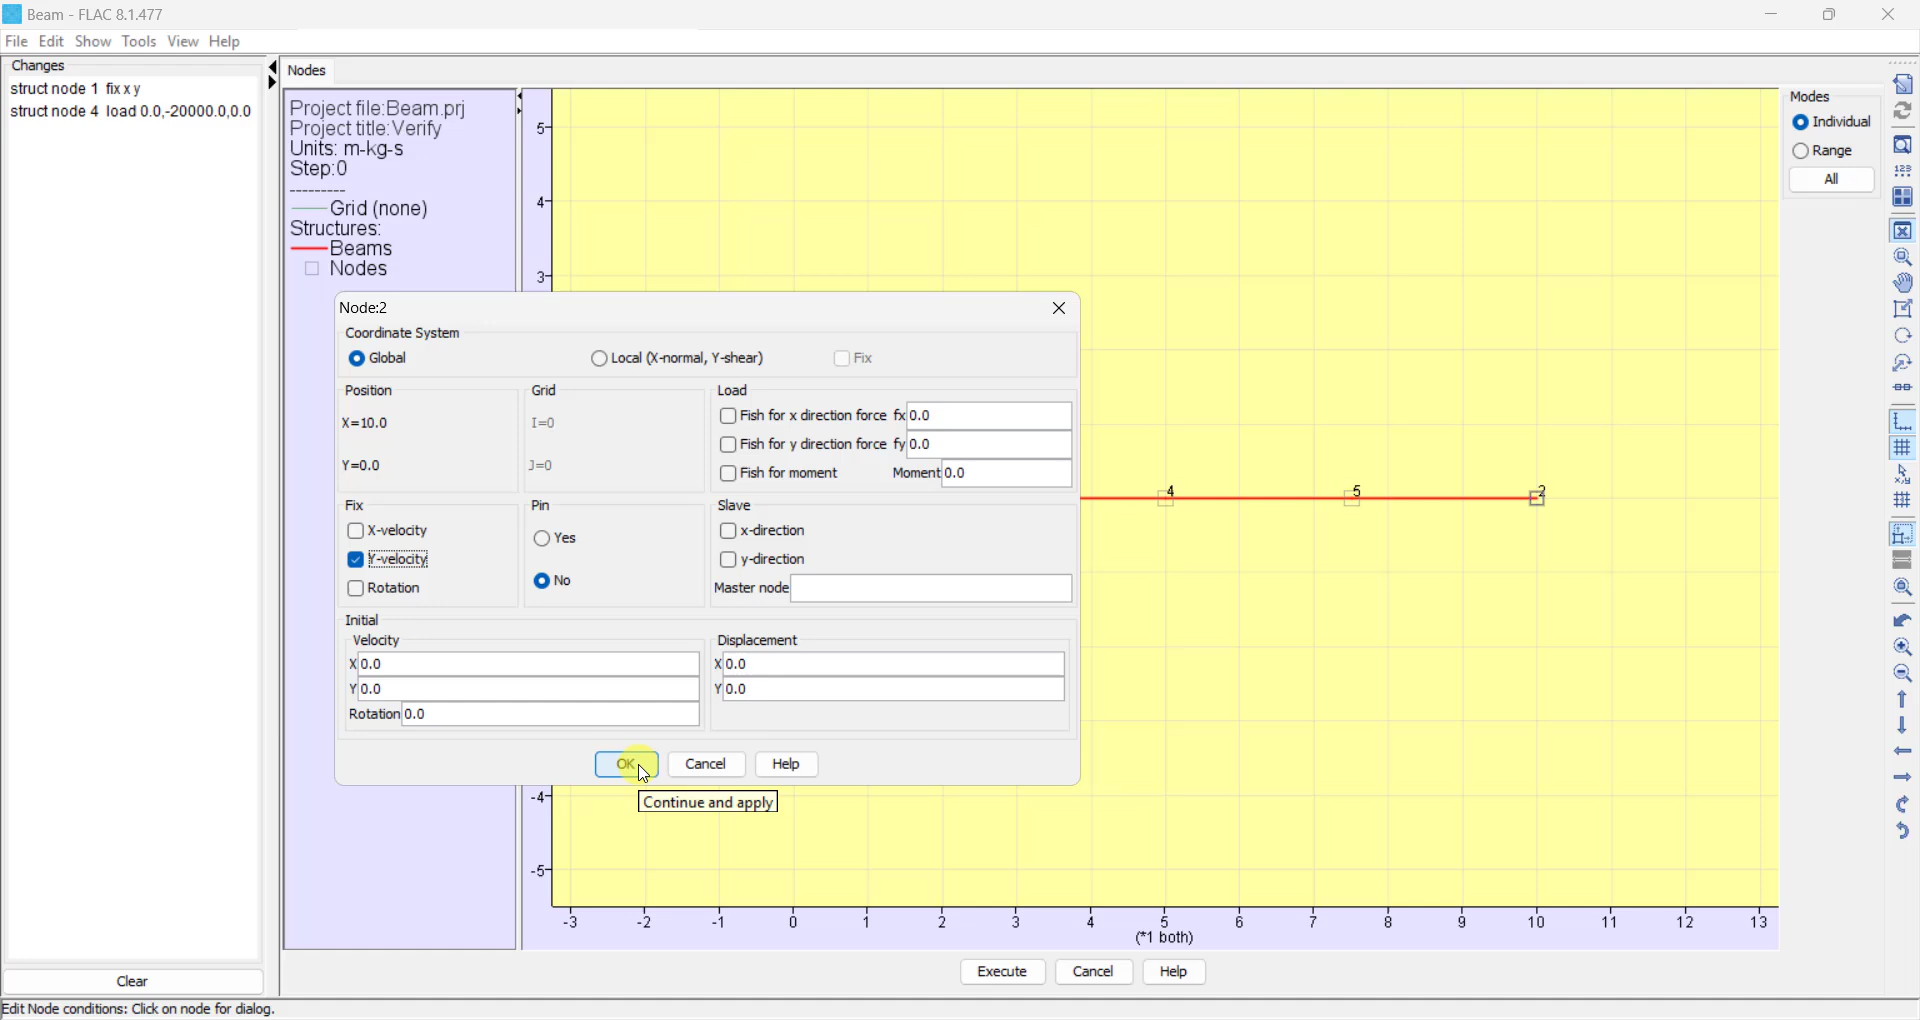 Beam - FLAC 8.1.477
File Edit Show Tools View Help
Changes
struct node 1 fix x y
struct node 4 load 0.0,-20000.0,0.0
Clear
Nodes
Project file:Beam.prj
Project title:Verify
Units: m-kg-s
Step:0
----------
Grid (none)
Structures:
Beams
Nodes
5
4
3
-4
-5
-3 -2 -1 0 1 2 3 4 5 6 7 8 9 10 11 12 13
(*1 both)
4 5 2
Node:2
Coordinate System
Global Local (X-normal, Y-shear) Fix
Position
X=10.0
Y=0.0
Grid
I=0
J=0
Load
Fish for x direction force fx 0.0
Fish for y direction force fy 0.0
Fish for moment Moment 0.0
Fix
X-velocity
Y-velocity
Rotation
Pin
Yes
No
Slave
x-direction
y-direction
Master node
Initial
Velocity
X 0.0
Y 0.0
Rotation 0.0
Displacement
X 0.0
Y 0.0
OK Cancel Help
Continue and apply
Modes
Individual
Range
All
123
Execute Cancel Help
Edit Node conditions: Click on node for dialog.